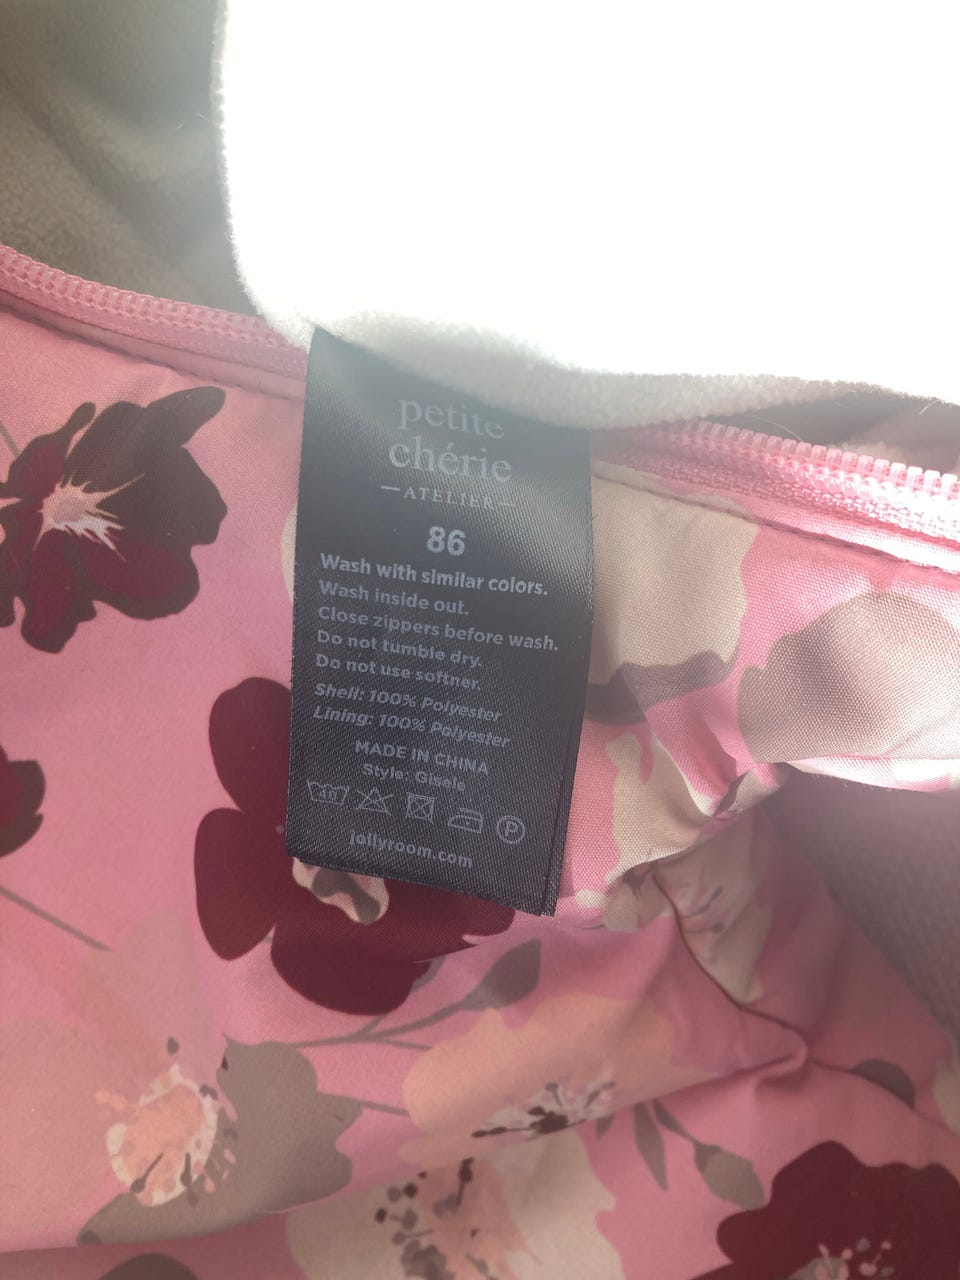 petite
chérie
—ATELIER—
86
Wash with similar colors.
Wash inside out.
Close zippers before wash.
Do not tumble dry.
Do not use softner.
Shell: 100% Polyester
Lining: 100% Polyester
MADE IN CHINA
Style: Gisele
40 P
jollyroom.com